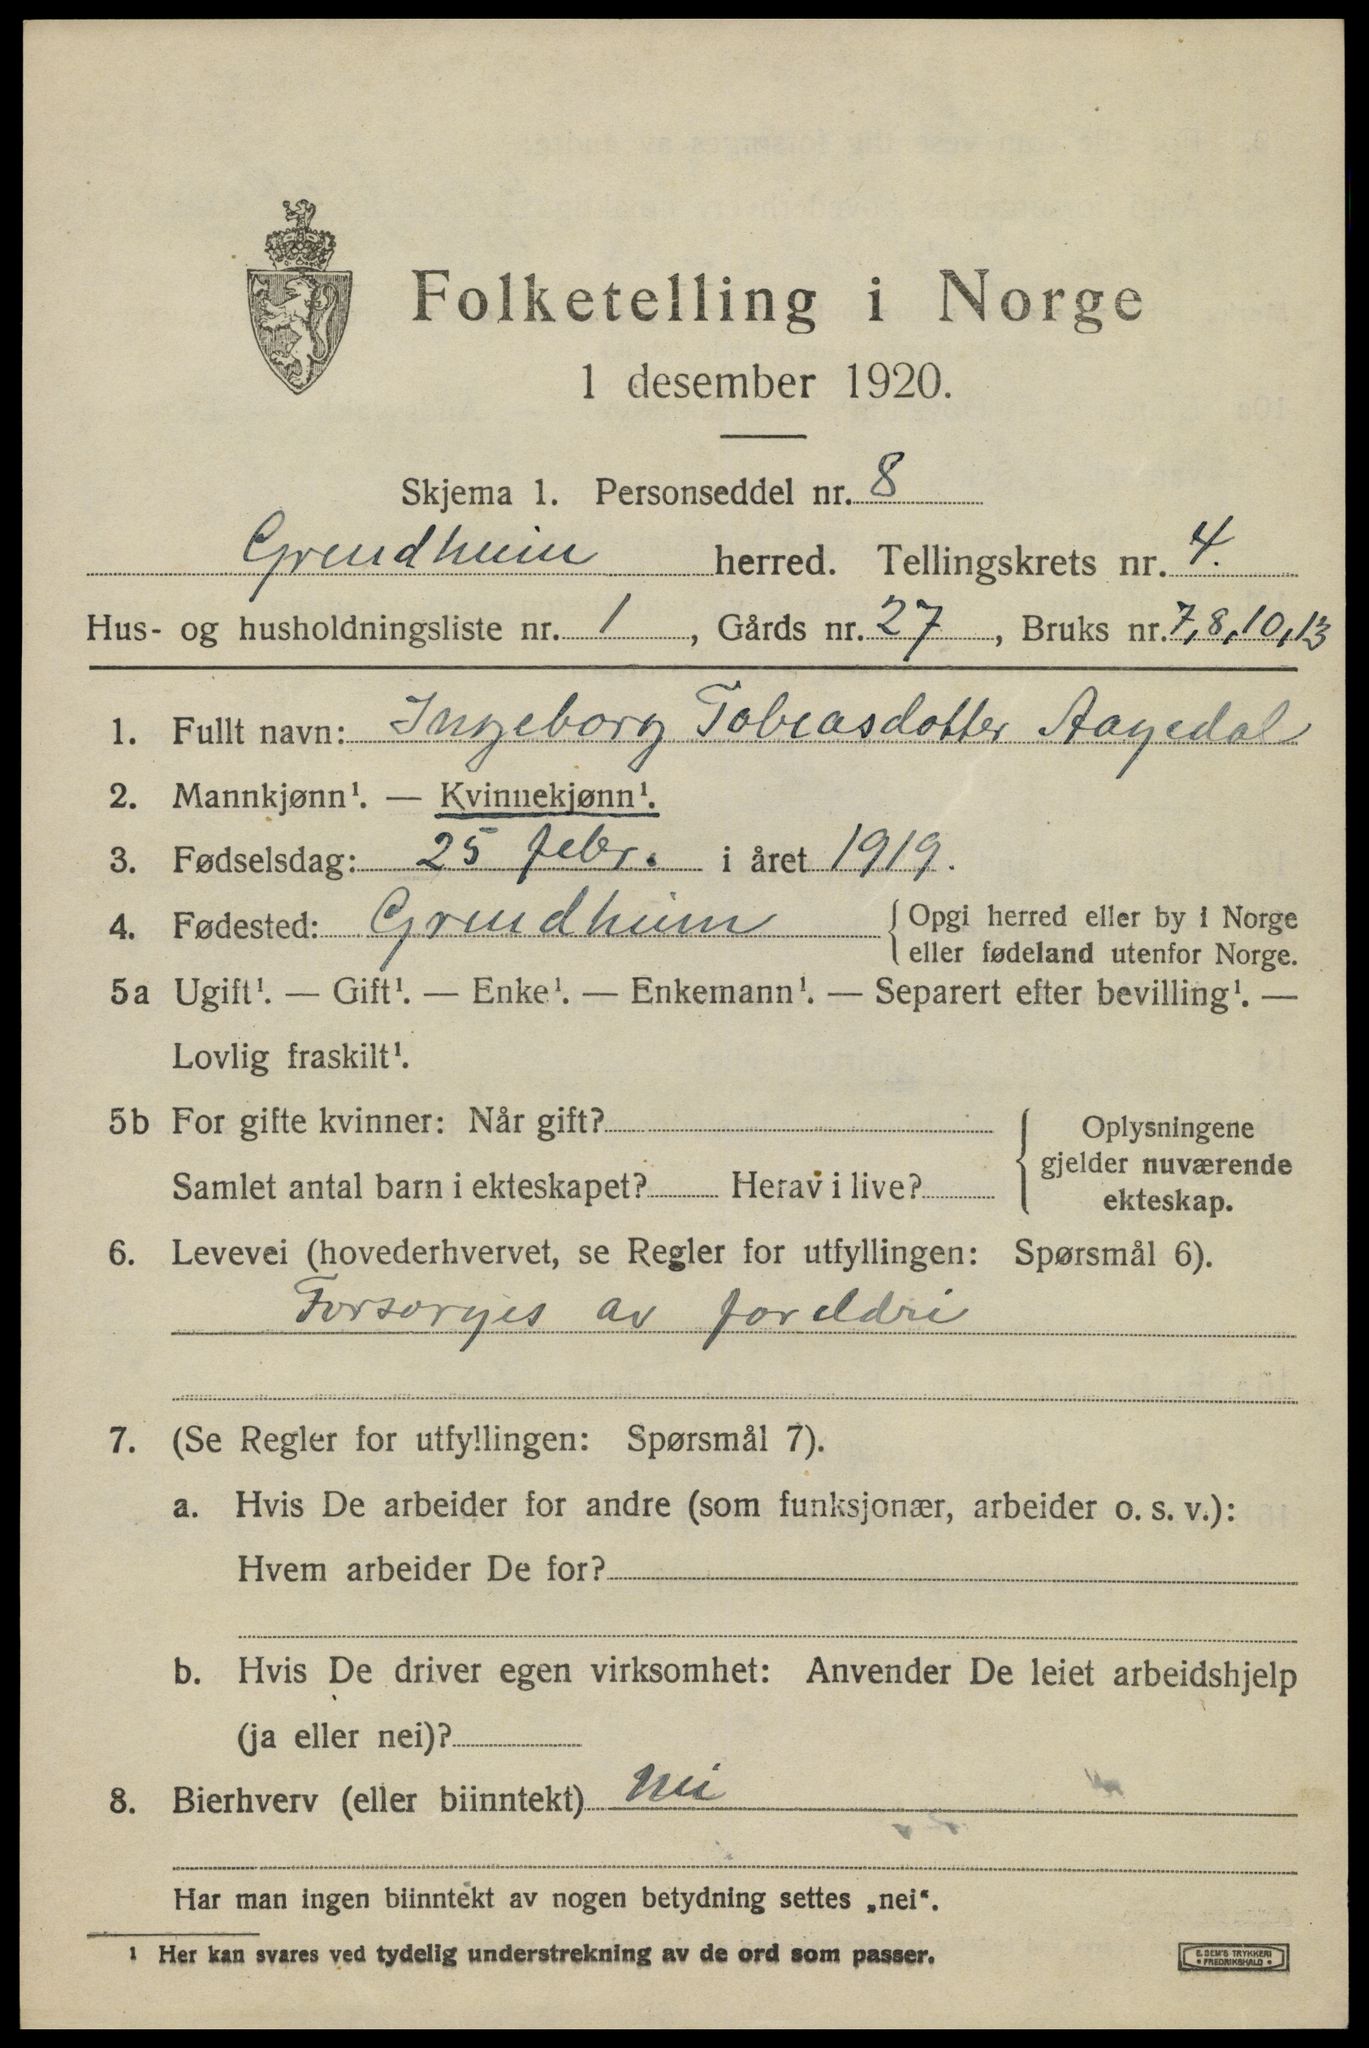 Folketelling i Norge
1 desember 1920.
Skjema 1. Personseddel nr. 8
Grindheim herred. Tellingskrets nr. 4.
Hus- og husholdningsliste nr. 1, Gårds nr. 27, Bruks nr. 7, 8, 10, 13
1. Fullt navn: Ingeborg Tobiasdotter Aagedal
2. Mannkjønn¹. — Kvinnekjønn¹.
3. Fødselsdag: 25 febr. i året 1919.
4. Fødested: Grindheim {Opgi herred eller by i Norge
eller fødeland utenfor Norge.
5a Ugift¹. — Gift¹. — Enke¹. — Enkemann¹. — Separert efter bevilling¹. —
Lovlig fraskilt¹.
5b For gifte kvinner: Når gift?
Samlet antal barn i ekteskapet? Herav i live?
{Oplysningene
gjelder nuværende
ekteskap.
6. Levevei (hovederhvervet, se Regler for utfyllingen: Spørsmål 6).
Forsørges av foreldre
7. (Se Regler for utfyllingen: Spørsmål 7).
a. Hvis De arbeider for andre (som funksjonær, arbeider o. s. v.):
Hvem arbeider De for?
b. Hvis De driver egen virksomhet: Anvender De leiet arbeidshjelp
(ja eller nei)?
8. Bierhverv (eller biinntekt) nei
Har man ingen biinntekt av nogen betydning settes „nei“.
1 Her kan svares ved tydelig understrekning av de ord som passer.
E. SEM'S TRYKKERI
• FREDRIKSHALD •